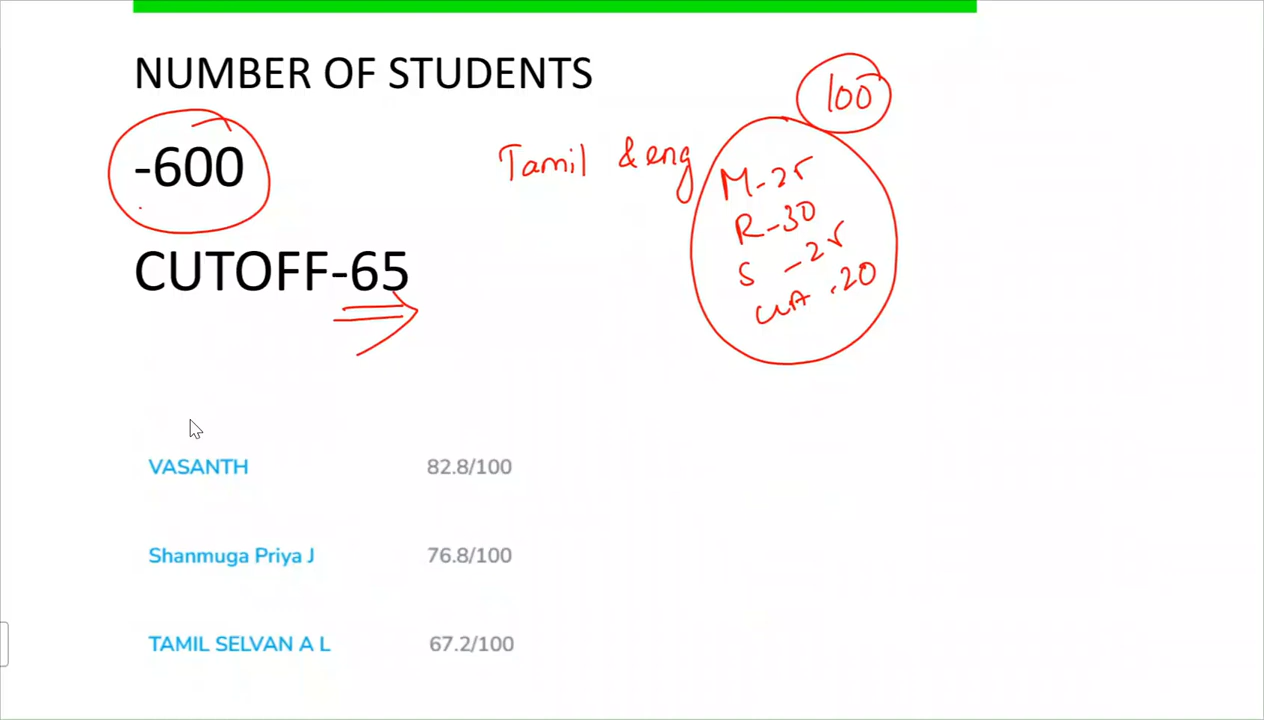 NUMBER OF STUDENTS
100
-600
Tamil & eng
M-25
R-30
S -25
CUTOFF-65
GA -20
VASANTH 82.8/100
Shanmuga Priya J 76.8/100
TAMIL SELVAN A L 67.2/100